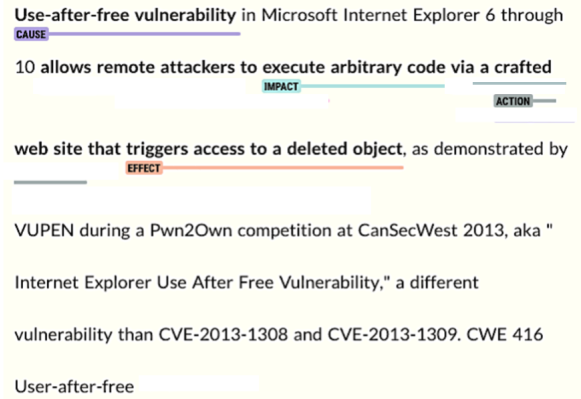 Use-after-free vulnerability in Microsoft Internet Explorer 6 through
CAUSE
10 allows remote attackers to execute arbitrary code via a crafted
IMPACT
ACTION
web site that triggers access to a deleted object, as demonstrated by
EFFECT
VUPEN during a Pwn2Own competition at CanSecWest 2013, aka "
Internet Explorer Use After Free Vulnerability," a different
vulnerability than CVE-2013-1308 and CVE-2013-1309. CWE 416
User-after-free